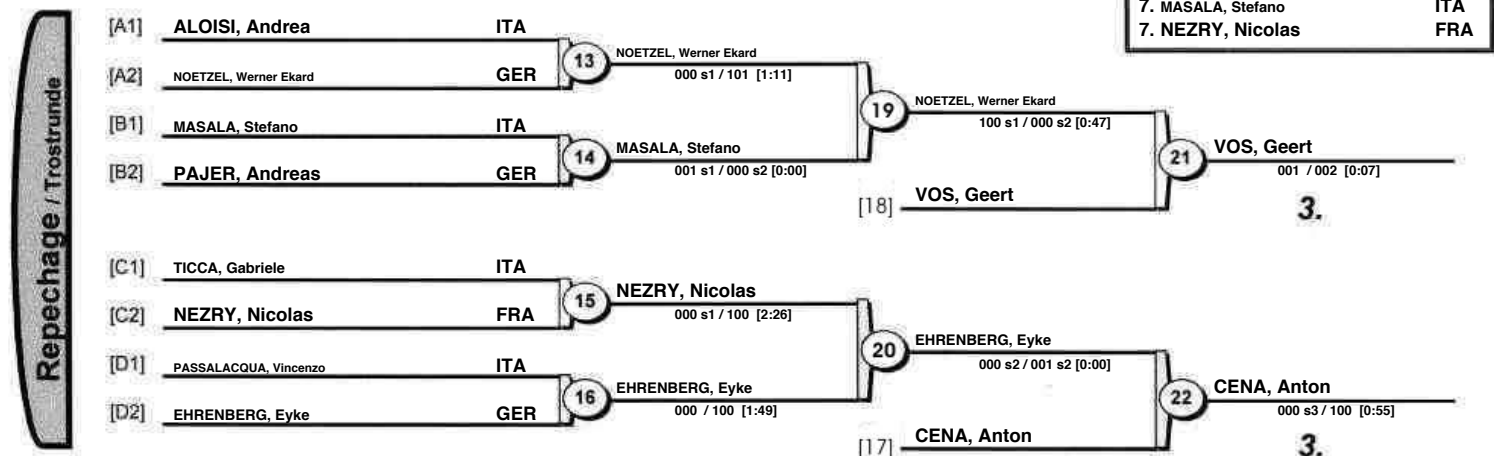 7. MASALA, Stefano ITA
7. NEZRY, Nicolas FRA
Repechage / Trostrunde
[A1] ALOISI, Andrea ITA
13
NOETZEL, Werner Ekard
000 s1 / 101 [1:11]
[A2] NOETZEL, Werner Ekard GER
19
NOETZEL, Werner Ekard
100 s1 / 000 s2 [0:47]
[B1] MASALA, Stefano ITA
14
MASALA, Stefano
001 s1 / 000 s2 [0:00]
[B2] PAJER, Andreas GER
21
VOS, Geert
001 / 002 [0:07]
[18] VOS, Geert
3.
[C1] TICCA, Gabriele ITA
15
NEZRY, Nicolas
000 s1 / 100 [2:26]
[C2] NEZRY, Nicolas FRA
20
EHRENBERG, Eyke
000 s2 / 001 s2 [0:00]
[D1] PASSALACQUA, Vincenzo ITA
16
EHRENBERG, Eyke
000 / 100 [1:49]
[D2] EHRENBERG, Eyke GER
22
CENA, Anton
000 s3 / 100 [0:55]
[17] CENA, Anton
3.